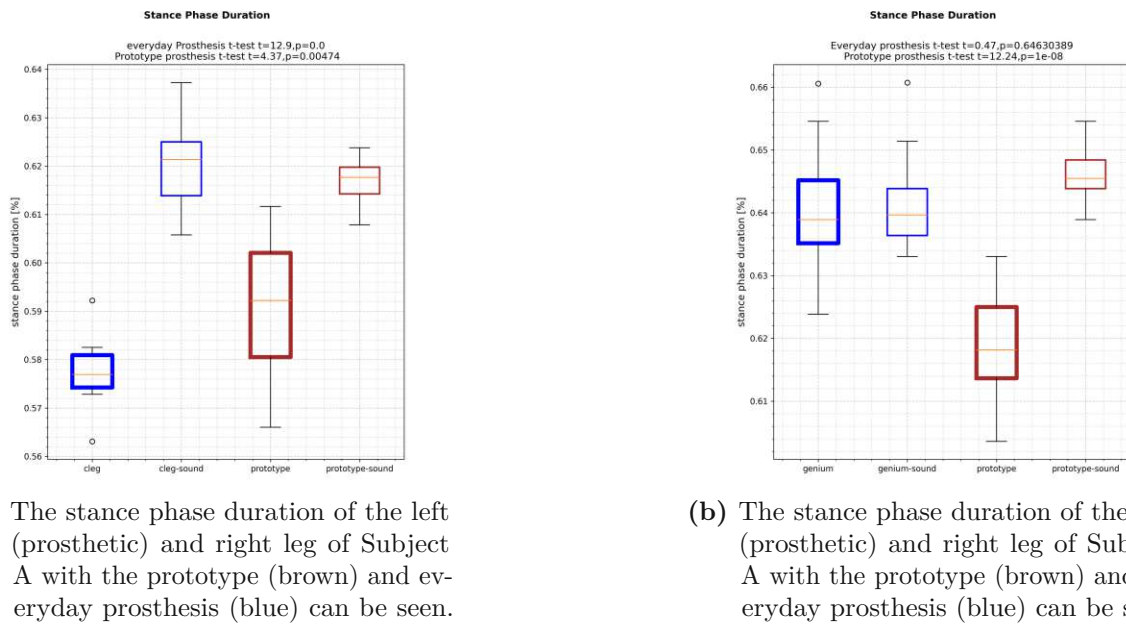 Stance Phase Duration
everyday Prosthesis t-test t=12.9,p=0.0
Prototype prosthesis t-test t=4.37,p=0.00474
0.64
0.63
0.62
0.61
0.60
0.59
0.58
0.57
0.56
stance phase duration [%]
cleg
cleg-sound
prototype
prototype-sound
The stance phase duration of the left
(prosthetic) and right leg of Subject
A with the prototype (brown) and ev-
eryday prosthesis (blue) can be seen.
Stance Phase Duration
Everyday prosthesis t-test t=0.47,p=0.64630389
Prototype prosthesis t-test t=12.24,p=1e-08
0.66
0.65
0.64
0.63
0.62
0.61
stance phase duration [%]
genium
genium-sound
prototype
prototype-sound
(b) The stance phase duration of the
(prosthetic) and right leg of Sub
A with the prototype (brown) and
eryday prosthesis (blue) can be s